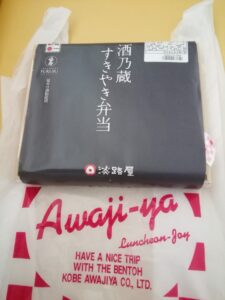 酒乃蔵
すきやき弁当
淡路屋
Awaji-ya
Luncheon-Joy
HAVE A NICE TRIP
WITH THE BENTOH
KOBE AWAJIYA CO., LTD.